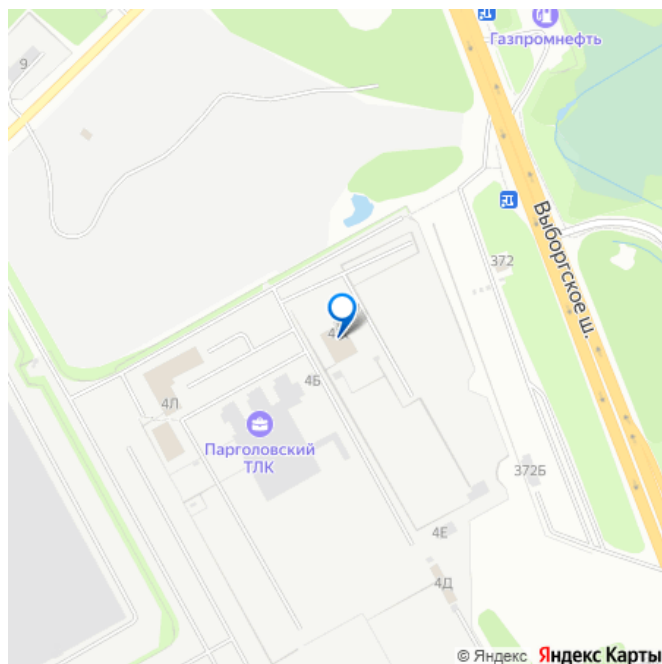 Газпромнефть
9
Выборгское ш.
372
4Б
4Л
Парголовский
ТЛК
372Б
4Е
4Д
© Яндекс Яндекс Карты